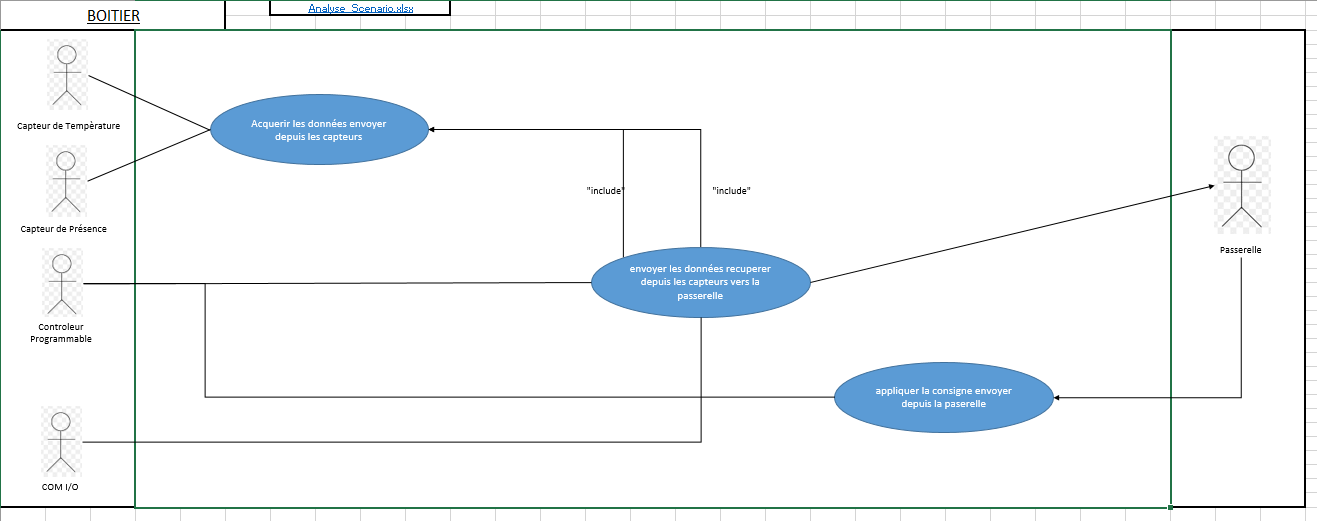 BOITIER
Analyse_Scenario.xlsx
Capteur de Tempèrature
Acquerir les données envoyer
depuis les capteurs
"include"
"include"
Capteur de Présence
Passerelle
envoyer les données recuperer
depuis les capteurs vers la
passerelle
Controleur
Programmable
appliquer la consigne envoyer
depuis la paserelle
COM I/O